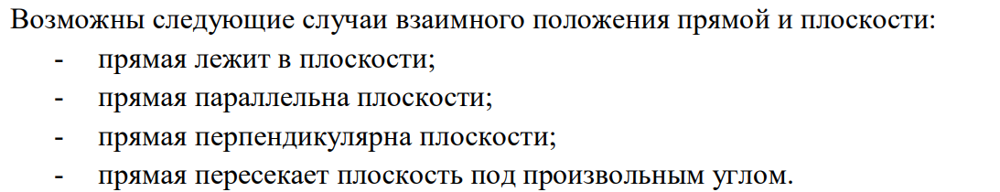 Возможны следующие случаи взаимного положения прямой и плоскости:
- прямая лежит в плоскости;
- прямая параллельна плоскости;
- прямая перпендикулярна плоскости;
- прямая пересекает плоскость под произвольным углом.